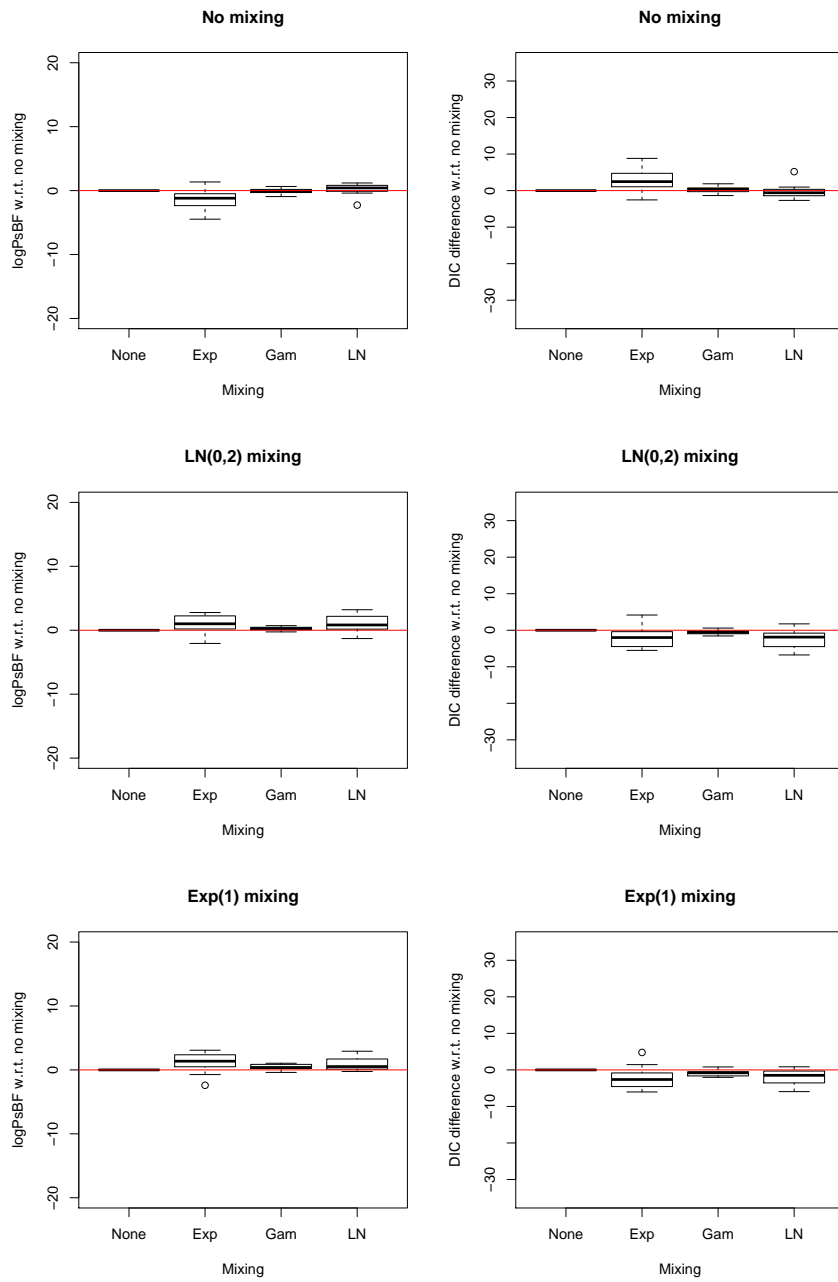 No mixing
logPsBF w.r.t. no mixing
20
10
0
−10
−20
None Exp Gam LN
Mixing
No mixing
DIC difference w.r.t. no mixing
30
20
10
0
−10
−30
None Exp Gam LN
Mixing
LN(0,2) mixing
logPsBF w.r.t. no mixing
20
10
0
−10
−20
None Exp Gam LN
Mixing
LN(0,2) mixing
DIC difference w.r.t. no mixing
30
20
10
0
−10
−30
None Exp Gam LN
Mixing
Exp(1) mixing
logPsBF w.r.t. no mixing
20
10
0
−10
−20
None Exp Gam LN
Mixing
Exp(1) mixing
DIC difference w.r.t. no mixing
30
20
10
0
−10
−30
None Exp Gam LN
Mixing